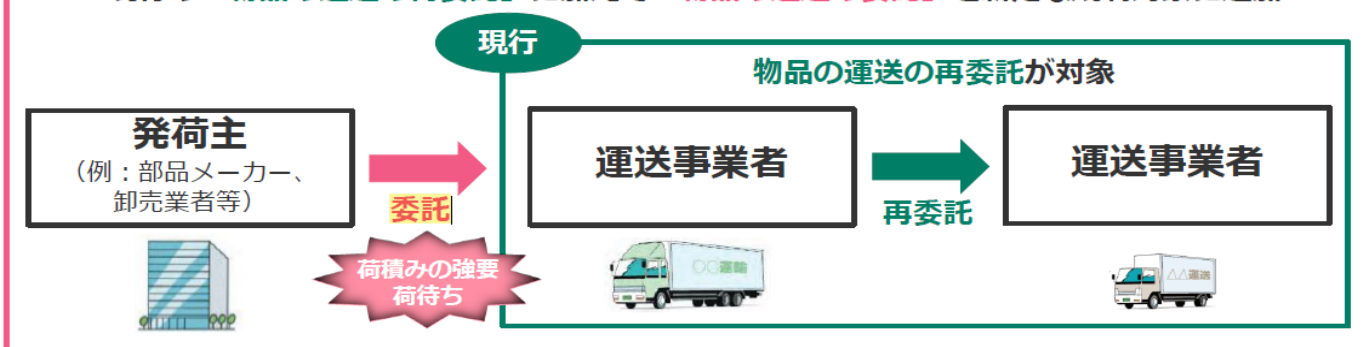 現行
物品の運送の再委託が対象
発荷主
（例：部品メーカー、
卸売業者等）
委託
荷積みの強要
荷待ち
運送事業者
再委託
運送事業者
〇〇運輸
△△運送